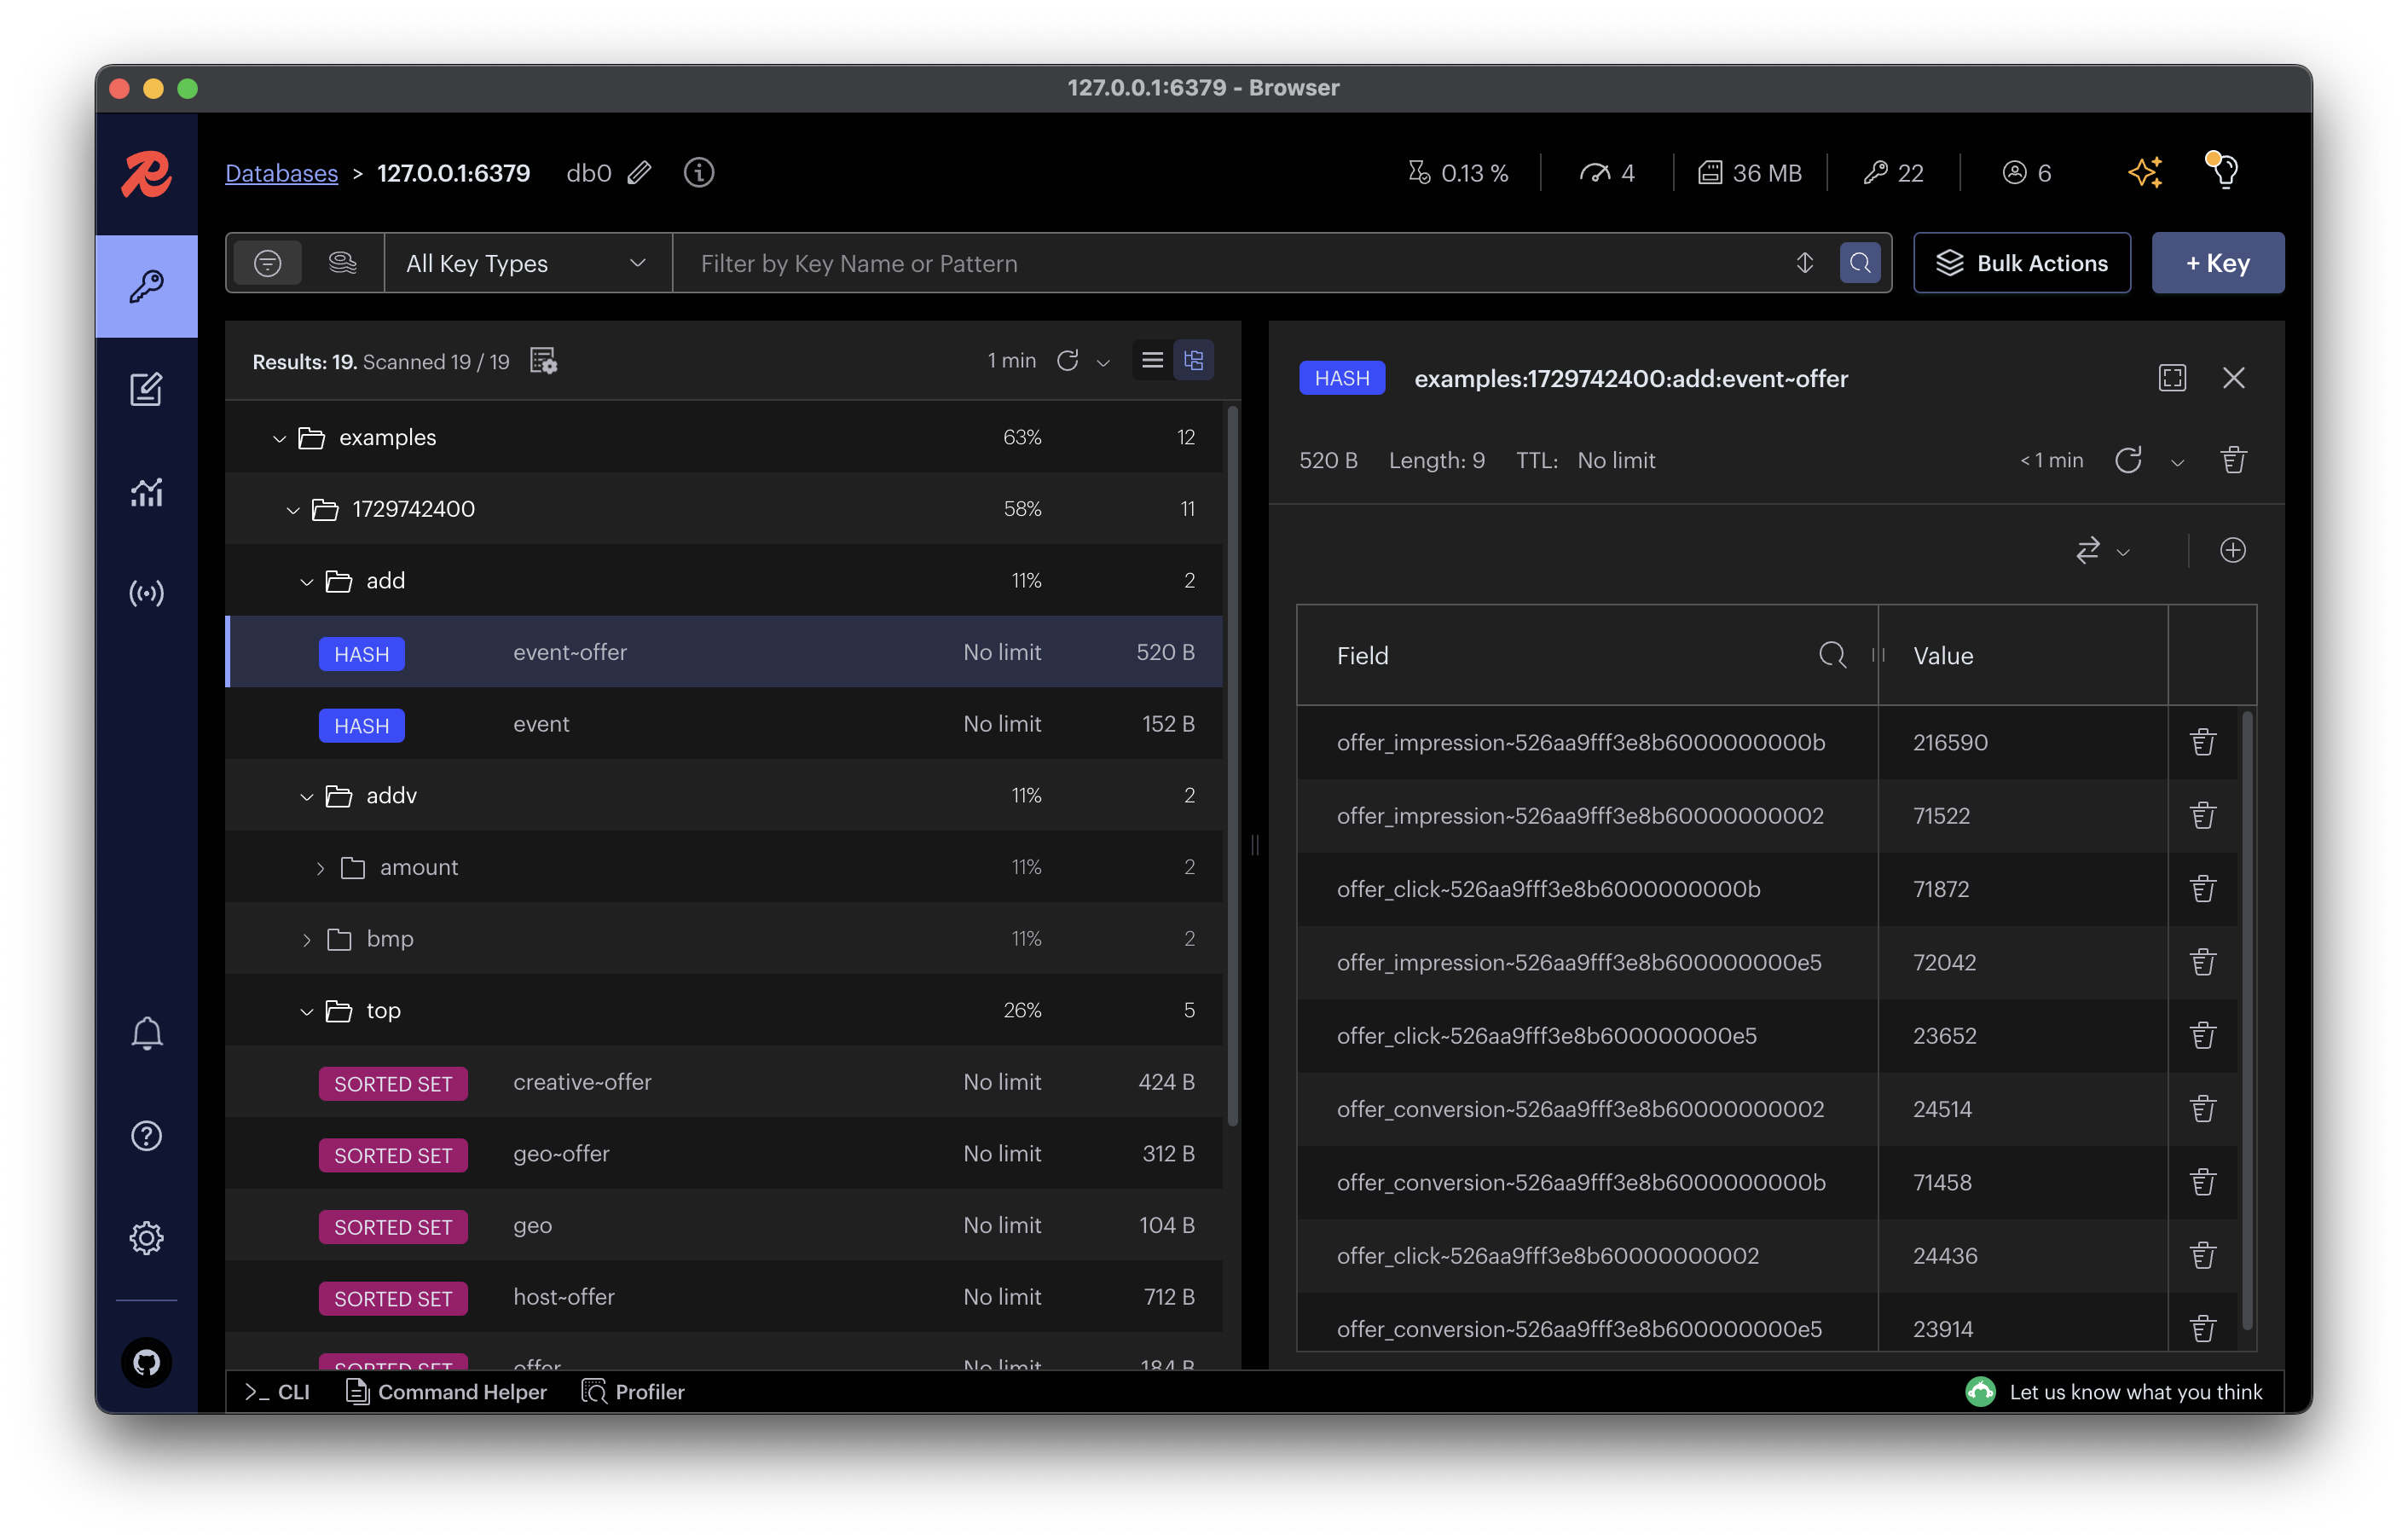 127.0.0.1:6379 - Browser
Databases > 127.0.0.1:6379 db0 0.13 % 4 36 MB 22 6
All Key Types Filter by Key Name or Pattern Bulk Actions + Key
Results: 19. Scanned 19 / 19 1 min
examples 63% 12
1729742400 58% 11
add 11% 2
HASH event~offer No limit 520 B
HASH event No limit 152 B
addv 11% 2
amount 11% 2
bmp 11% 2
top 26% 5
SORTED SET creative~offer No limit 424 B
SORTED SET geo~offer No limit 312 B
SORTED SET geo No limit 104 B
SORTED SET host~offer No limit 712 B
SORTED SET offer No limit 184 B
HASH examples:1729742400:add:event~offer
520 B Length: 9 TTL: No limit < 1 min
Field Value
offer_impression~526aa9fff3e8b6000000000b 216590
offer_impression~526aa9fff3e8b60000000002 71522
offer_click~526aa9fff3e8b6000000000b 71872
offer_impression~526aa9fff3e8b600000000e5 72042
offer_click~526aa9fff3e8b600000000e5 23652
offer_conversion~526aa9fff3e8b60000000002 24514
offer_conversion~526aa9fff3e8b6000000000b 71458
offer_click~526aa9fff3e8b60000000002 24436
offer_conversion~526aa9fff3e8b600000000e5 23914
>_ CLI Command Helper Profiler Let us know what you think